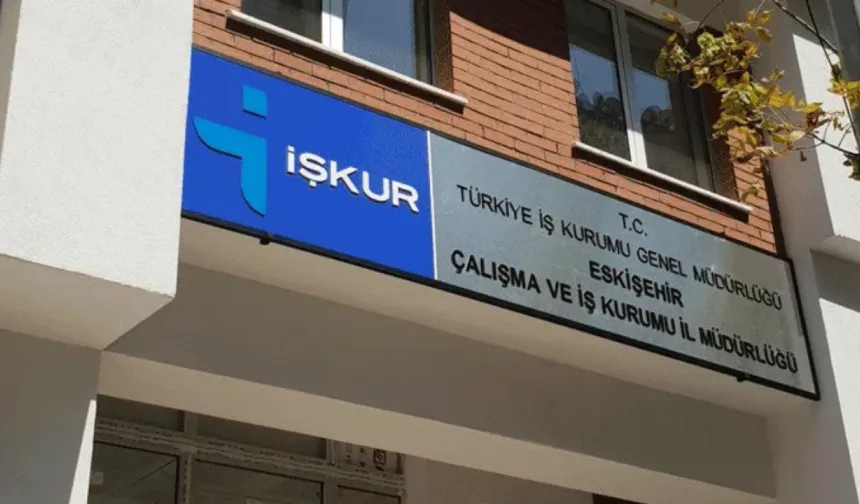 İŞKUR
T.C.
TÜRKİYE İŞ KURUMU GENEL MÜDÜRLÜĞÜ
ESKİŞEHİR
ÇALIŞMA VE İŞ KURUMU İL MÜDÜRLÜĞÜ